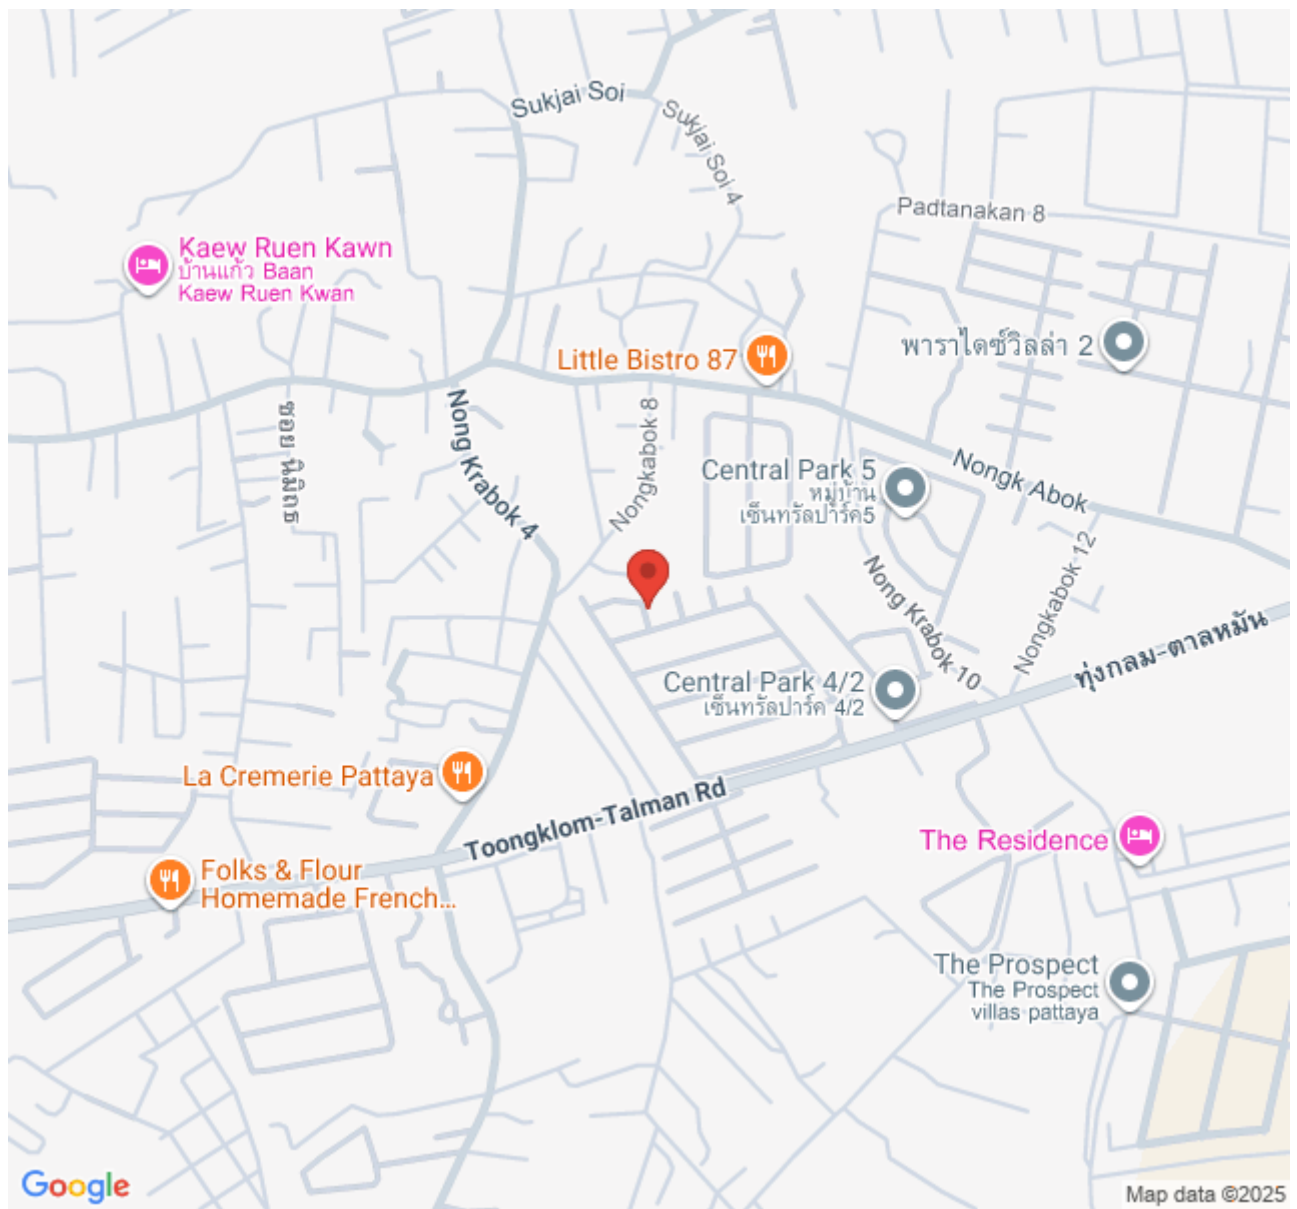 Sukjai Soi
Sukjai Soi 4
Padtanakan 8
Kaew Ruen Kawn
บ้านแก้ว Baan
Kaew Ruen Kwan
พาราไดซ์วิลล่า 2
Little Bistro 87
ซอย นิมิตร
Nong Krabok 4
Nongkabok 8
Central Park 5
หมู่บ้าน
เซ็นทรัลปาร์ค5
Nongk Abok
Nongkabok 12
Nong Krabok 10
ทุ่งกลม-ตาลหมัน
Central Park 4/2
เซ็นทรัลปาร์ค 4/2
La Cremerie Pattaya
Toongklom-Talman Rd
The Residence
Folks & Flour
Homemade French...
The Prospect
The Prospect
villas pattaya
Google
Map data ©2025